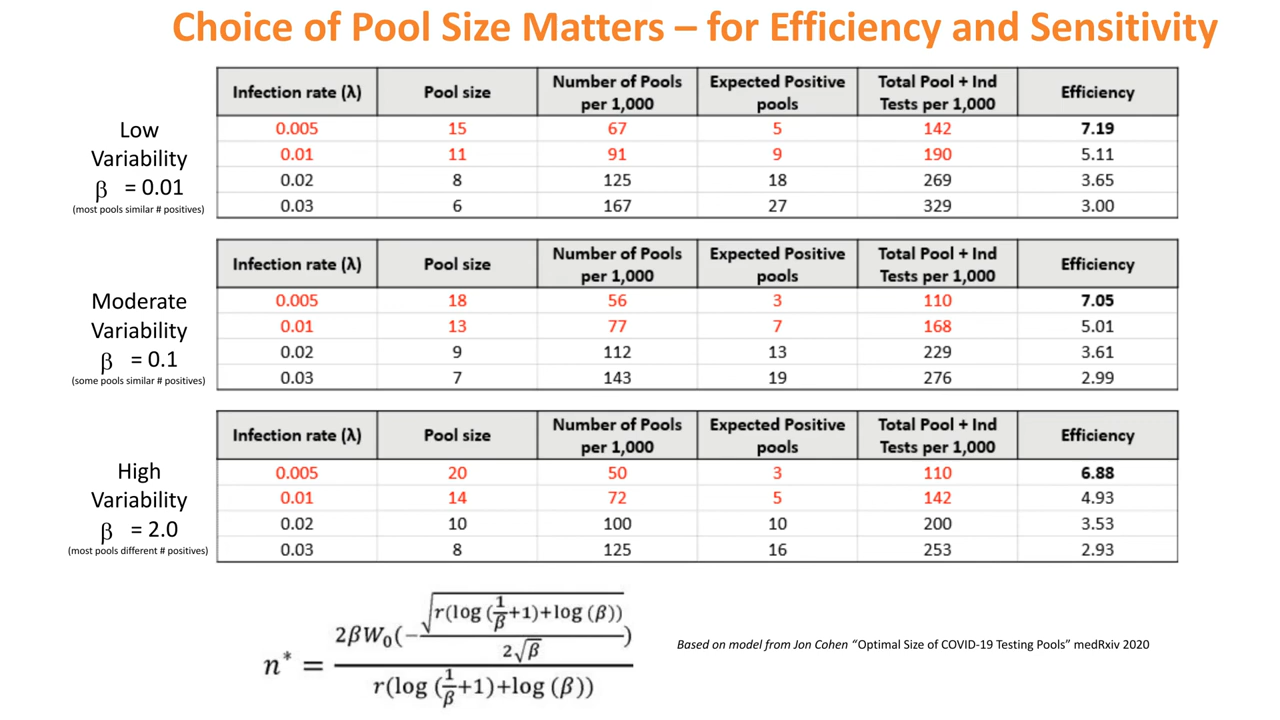 Choice of Pool Size Matters – for Efficiency and Sensitivity
Low
Variability
β = 0.01
(most pools similar # positives)
Infection rate (λ) Pool size Number of Pools per 1,000 Expected Positive pools Total Pool + Ind Tests per 1,000 Efficiency
0.005 15 67 5 142 7.19
0.01 11 91 9 190 5.11
0.02 8 125 18 269 3.65
0.03 6 167 27 329 3.00
Moderate
Variability
β = 0.1
(some pools similar # positives)
Infection rate (λ) Pool size Number of Pools per 1,000 Expected Positive pools Total Pool + Ind Tests per 1,000 Efficiency
0.005 18 56 3 110 7.05
0.01 13 77 7 168 5.01
0.02 9 112 13 229 3.61
0.03 7 143 19 276 2.99
High
Variability
β = 2.0
(most pools different # positives)
Infection rate (λ) Pool size Number of Pools per 1,000 Expected Positive pools Total Pool + Ind Tests per 1,000 Efficiency
0.005 20 50 3 110 6.88
0.01 14 72 5 142 4.93
0.02 10 100 10 200 3.53
0.03 8 125 16 253 2.93
n* = 2βW₀(-√(r(log(1/β+1)+log(β)))/(2√β)) / r(log(1/β+1)+log(β))
Based on model from Jon Cohen “Optimal Size of COVID-19 Testing Pools” medRxiv 2020